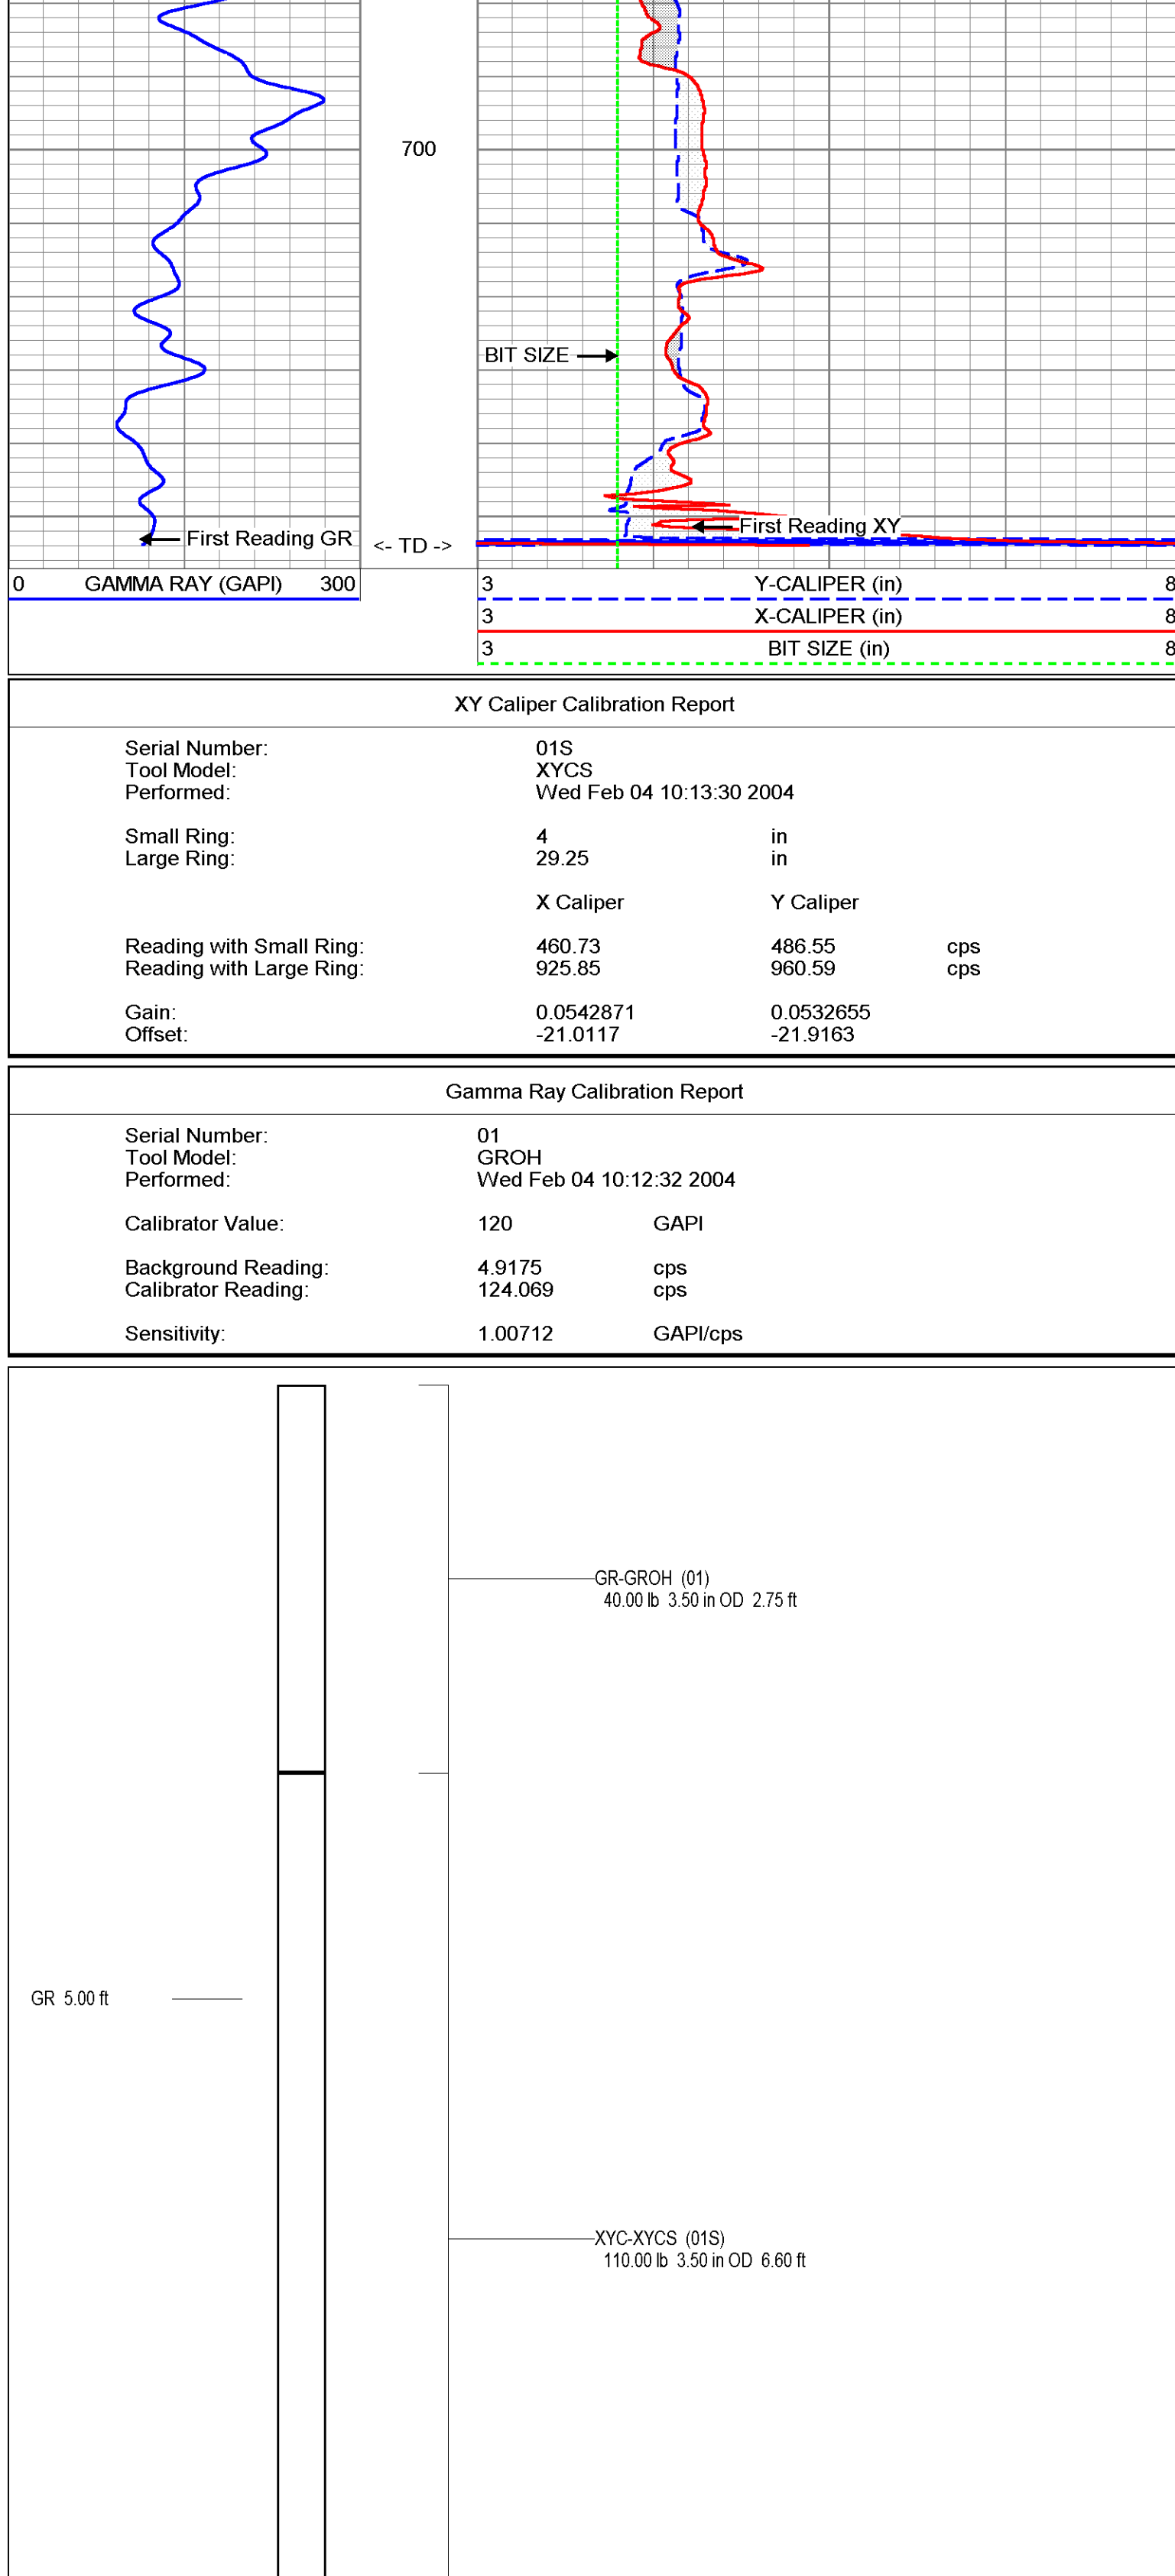 700
BIT SIZE
First Reading XY
First Reading GR
<- TD ->
0 GAMMA RAY (GAPI) 300
3 Y-CALIPER (in) 8
3 X-CALIPER (in) 8
3 BIT SIZE (in) 8
XY Caliper Calibration Report
Serial Number: 01S
Tool Model: XYCS
Performed: Wed Feb 04 10:13:30 2004
Small Ring: 4 in
Large Ring: 29.25 in
X Caliper Y Caliper
Reading with Small Ring: 460.73 486.55 cps
Reading with Large Ring: 925.85 960.59 cps
Gain: 0.0542871 0.0532655
Offset: -21.0117 -21.9163
Gamma Ray Calibration Report
Serial Number: 01
Tool Model: GROH
Performed: Wed Feb 04 10:12:32 2004
Calibrator Value: 120 GAPI
Background Reading: 4.9175 cps
Calibrator Reading: 124.069 cps
Sensitivity: 1.00712 GAPI/cps
GR-GROH (01)
40.00 lb 3.50 in OD 2.75 ft
GR 5.00 ft
XYC-XYCS (01S)
110.00 lb 3.50 in OD 6.60 ft